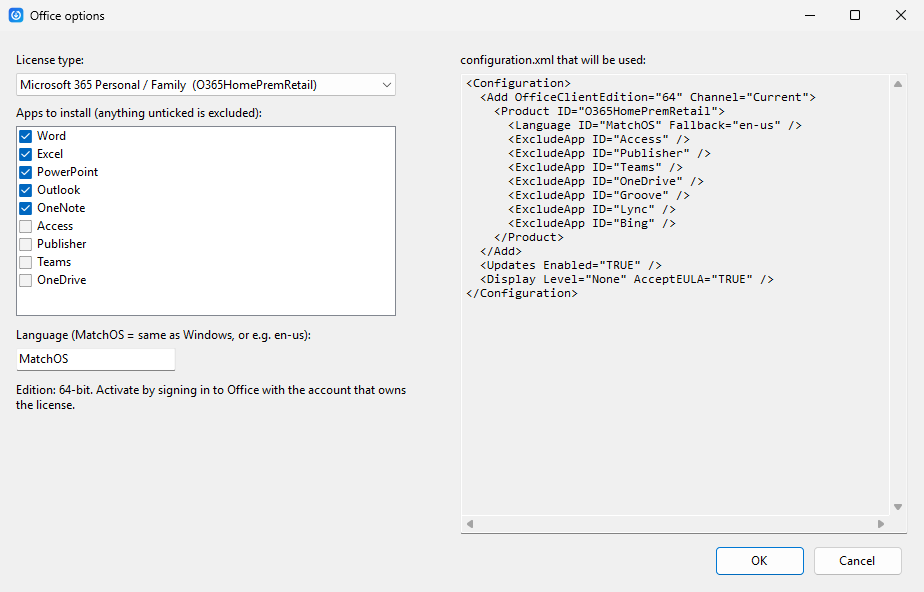 Office options
License type:
Microsoft 365 Personal / Family (O365HomePremRetail)
Apps to install (anything unticked is excluded):
Word
Excel
PowerPoint
Outlook
OneNote
Access
Publisher
Teams
OneDrive
Language (MatchOS = same as Windows, or e.g. en-us):
MatchOS
Edition: 64-bit. Activate by signing in to Office with the account that owns
the license.
configuration.xml that will be used:
<Configuration>
  <Add OfficeClientEdition="64" Channel="Current">
    <Product ID="O365HomePremRetail">
      <Language ID="MatchOS" Fallback="en-us" />
      <ExcludeApp ID="Access" />
      <ExcludeApp ID="Publisher" />
      <ExcludeApp ID="Teams" />
      <ExcludeApp ID="OneDrive" />
      <ExcludeApp ID="Groove" />
      <ExcludeApp ID="Lync" />
      <ExcludeApp ID="Bing" />
    </Product>
  </Add>
  <Updates Enabled="TRUE" />
  <Display Level="None" AcceptEULA="TRUE" />
</Configuration>
OK
Cancel